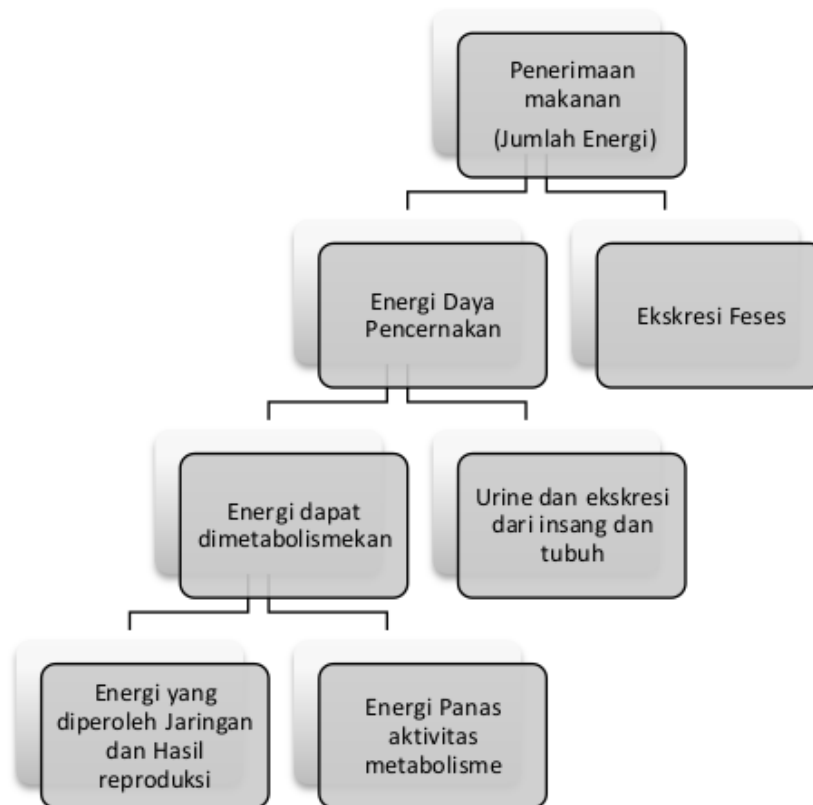 Penerimaan
makanan
(Jumlah Energi)
Energi Daya
Pencernakan
Ekskresi Feses
Energi dapat
dimetabolismekan
Urine dan ekskresi
dari insang dan
tubuh
Energi yang
diperoleh Jaringan
dan Hasil
reproduksi
Energi Panas
aktivitas
metabolisme